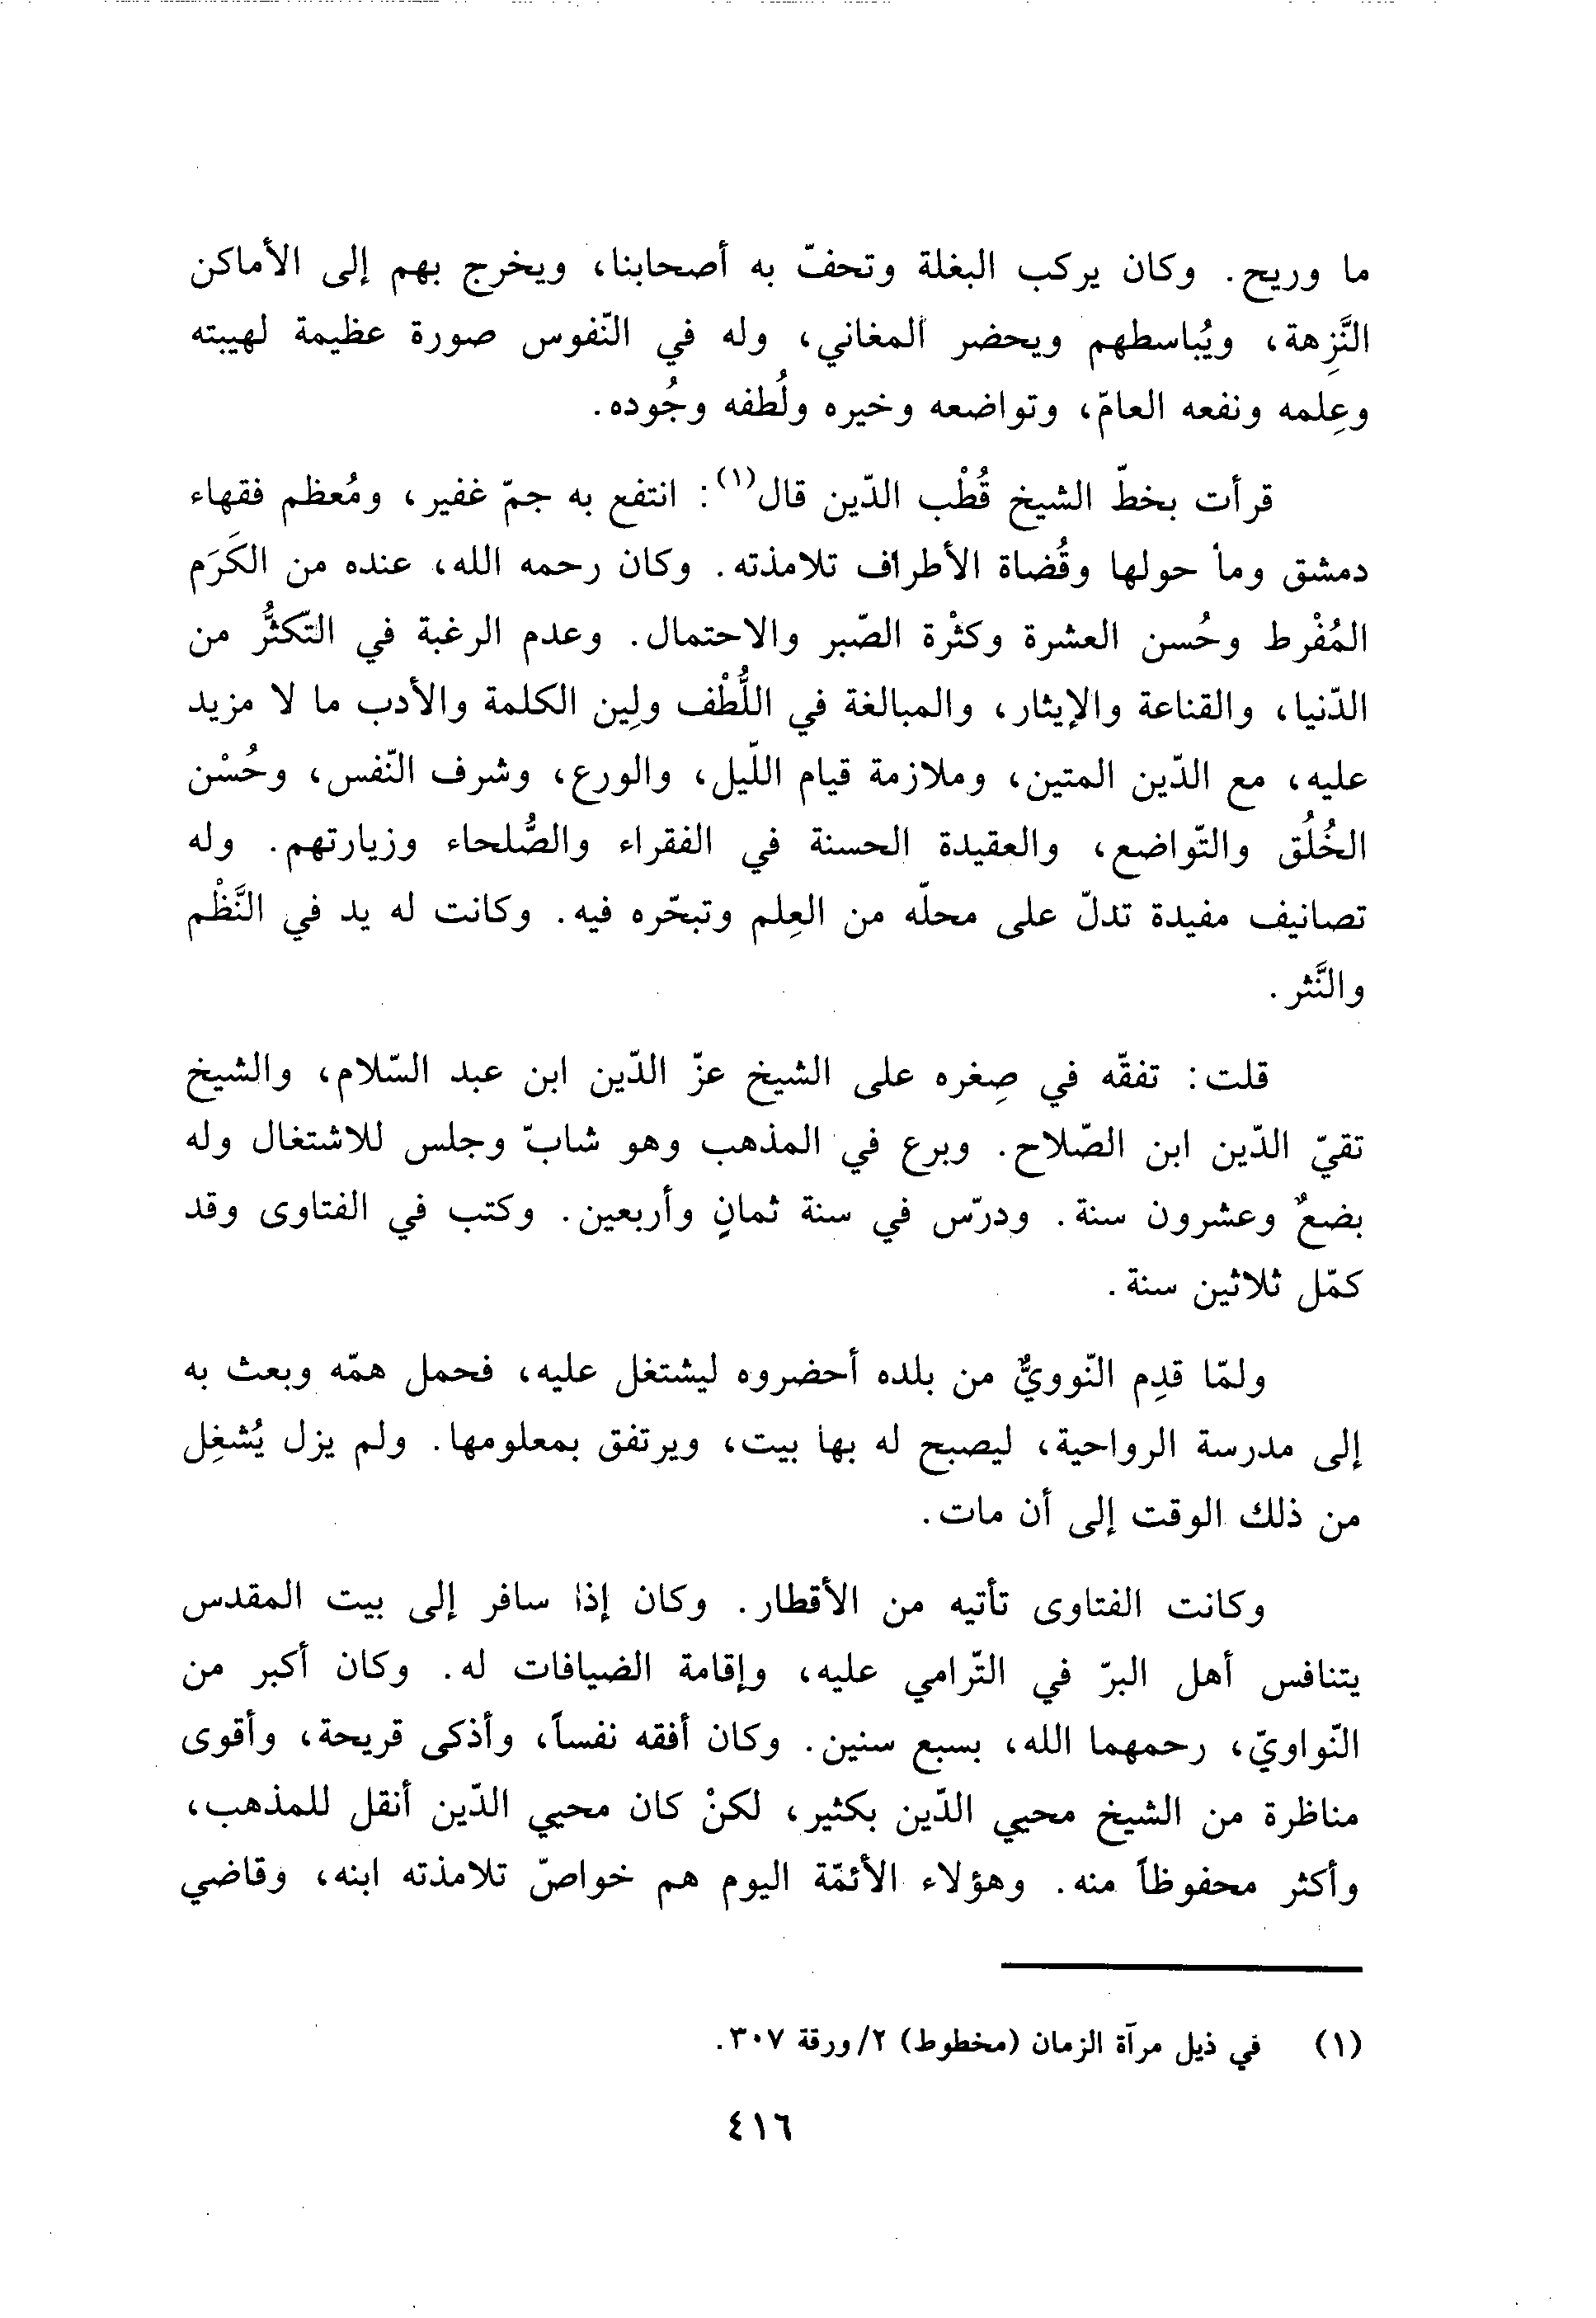 ما وريح. وكان يركب البغلة وتحفّ به أصحابنا، ويخرج بهم إلى الأماكن
النَّزِهة، ويُباسطهم ويحضر المغاني، وله في النّفوس صورة عظيمة لهيبته
وعِلمه ونفعه العامّ، وتواضعه وخيره ولُطفه وجُوده.
قرأت بخطّ الشيخ قُطْب الدّين قال(١): انتفع به جمّ غفير، ومُعظم فقهاء
دمشق وما حولها وقُضاة الأطراف تلامذته. وكان رحمه الله، عنده من الكَرَم
المُفْرط وحُسن العشرة وكثْرة الصّبر والاحتمال. وعدم الرغبة في التّكثُّر من
الدّنيا، والقناعة والإيثار، والمبالغة في اللُّطْف ولِين الكلمة والأدب ما لا مزيد
عليه، مع الدّين المتين، وملازمة قيام اللّيل، والورع، وشرف النّفس، وحُسْن
الخُلُق والتّواضع، والعقيدة الحسنة في الفقراء والصُّلحاء وزيارتهم. وله
تصانيف مفيدة تدلّ على محلّه من العِلم وتبحّره فيه. وكانت له يد في النَّظْم
والنَّثر.
قلت: تفقّه في صِغره على الشيخ عزّ الدّين ابن عبد السّلام، والشيخ
تقيّ الدّين ابن الصّلاح. وبرع في المذهب وهو شابّ وجلس للاشتغال وله
بضعٌ وعشرون سنة. ودرّس في سنة ثمانٍ وأربعين. وكتب في الفتاوى وقد
كمّل ثلاثين سنة.
ولمّا قدِم النّوويٌّ من بلده أحضروه ليشتغل عليه، فحمل همّه وبعث به
إلى مدرسة الرواحية، ليصبح له بها بيت، ويرتفق بمعلومها. ولم يزل يُشغِل
من ذلك الوقت إلى أن مات.
وكانت الفتاوى تأتيه من الأقطار. وكان إذا سافر إلى بيت المقدس
يتنافس أهل البرّ في التّرامي عليه، وإقامة الضيافات له. وكان أكبر من
النّواويّ، رحمهما الله، بسبع سنين. وكان أفقه نفساً، وأذكى قريحة، وأقوى
مناظرة من الشيخ محيي الدّين بكثير، لكنْ كان محيي الدّين أنقل للمذهب،
وأكثر محفوظاً منه. وهؤلاء الأئمّة اليوم هم خواصّ تلامذته ابنه، وقاضي
(١) في ذيل مرآة الزمان (مخطوط) ٢/ورقة ٣٠٧.
٤١٦